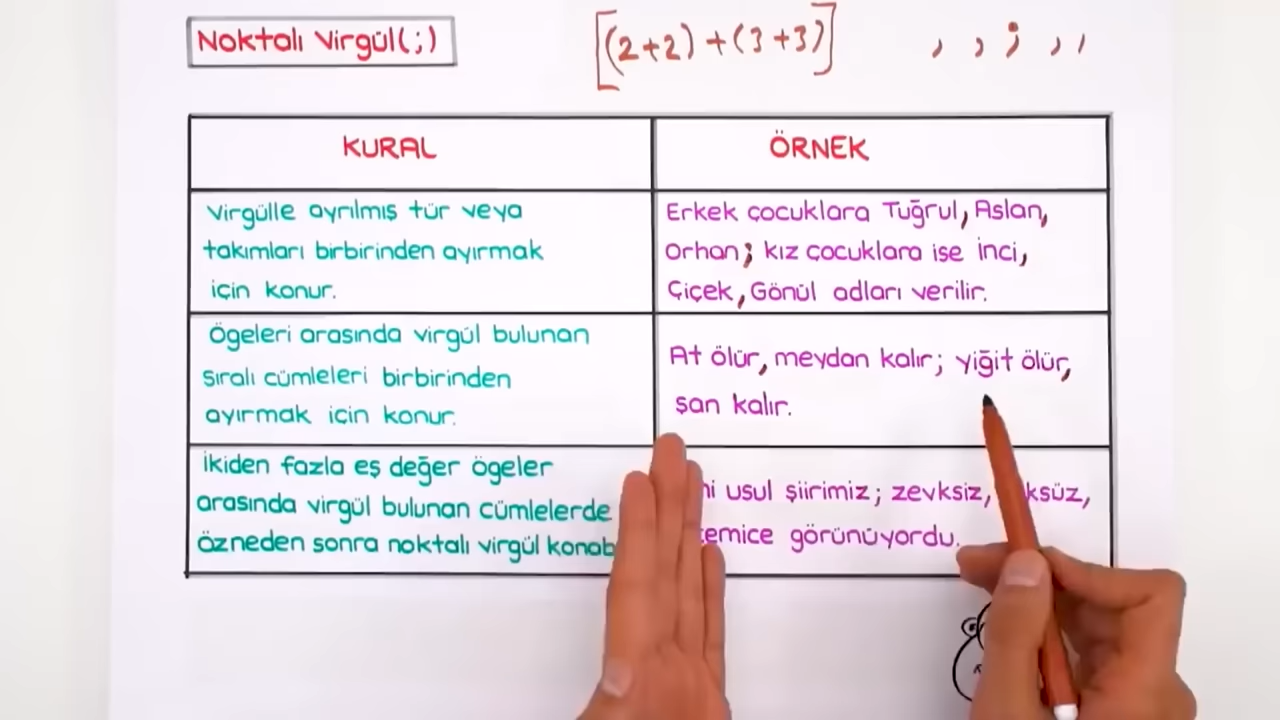 Noktalı Virgül(;)
[(2+2)+(3+3)]
, , ; , ,
KURAL
ÖRNEK
Virgülle ayrılmış tür veya
takımları birbirinden ayırmak
için konur.
Erkek çocuklara Tuğrul, Aslan,
Orhan; kız çocuklara ise İnci,
Çiçek, Gönül adları verilir.
Ögeleri arasında virgül bulunan
sıralı cümleleri birbirinden
ayırmak için konur.
At ölür, meydan kalır; yiğit ölür,
şan kalır.
İkiden fazla eş değer ögeler
arasında virgül bulunan cümlelerde
özneden sonra noktalı virgül
usul şiirimiz; zevksiz,
görünüyordu.